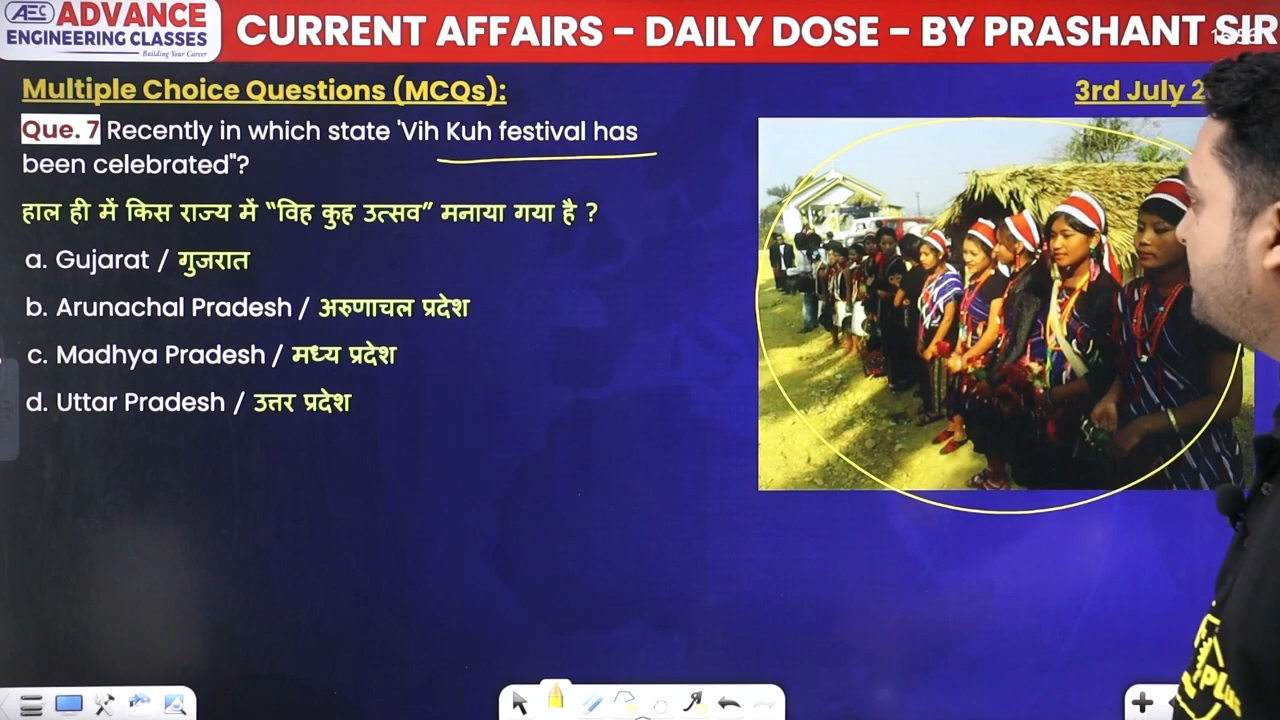 AEC ADVANCE
ENGINEERING CLASSES
Building Your Career
CURRENT AFFAIRS - DAILY DOSE - BY PRASHANT SIR
Multiple Choice Questions (MCQs):
3rd July
Que. 7 Recently in which state 'Vih Kuh festival has
been celebrated"?
हाल ही में किस राज्य में “विह कुह उत्सव” मनाया गया है ?
a. Gujarat / गुजरात
b. Arunachal Pradesh / अरुणाचल प्रदेश
c. Madhya Pradesh / मध्य प्रदेश
d. Uttar Pradesh / उत्तर प्रदेश